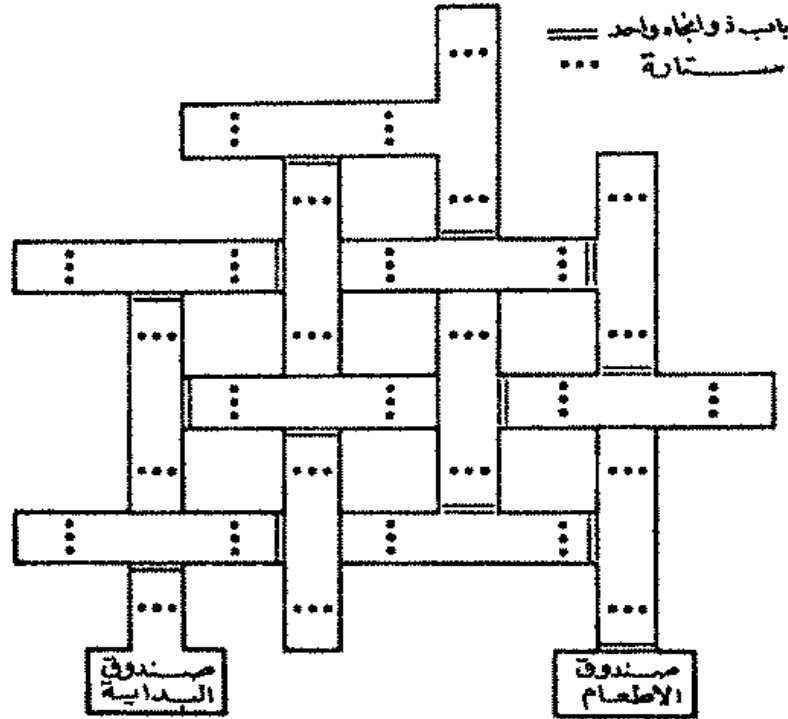 باب ذو اتجاه واحد
ستارة
صندوق
البداية
صندوق
الاطعام